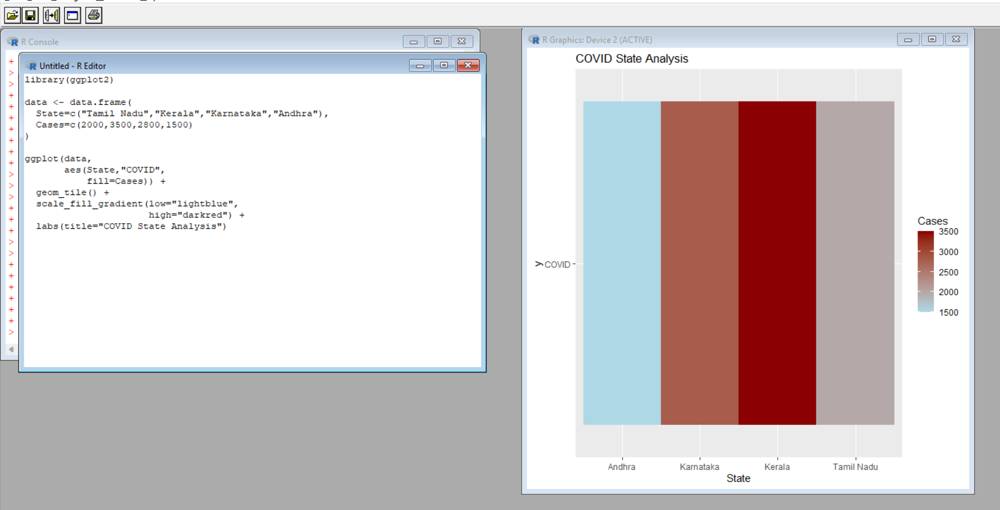 R Console
+
>
>
+
+
+
+
+
+
+
>
>
>
+
+
+
>
>
+
+
+
+
+
+
>
Untitled - R Editor
library(ggplot2)
data <- data.frame(
  State=c("Tamil Nadu","Kerala","Karnataka","Andhra"),
  Cases=c(2000,3500,2800,1500)
)
ggplot(data,
       aes(State,"COVID",
           fill=Cases)) +
  geom_tile() +
  scale_fill_gradient(low="lightblue",
                      high="darkred") +
  labs(title="COVID State Analysis")
R Graphics: Device 2 (ACTIVE)
COVID State Analysis
y
COVID
Cases
3500
3000
2500
2000
1500
Andhra Karnataka Kerala Tamil Nadu
State